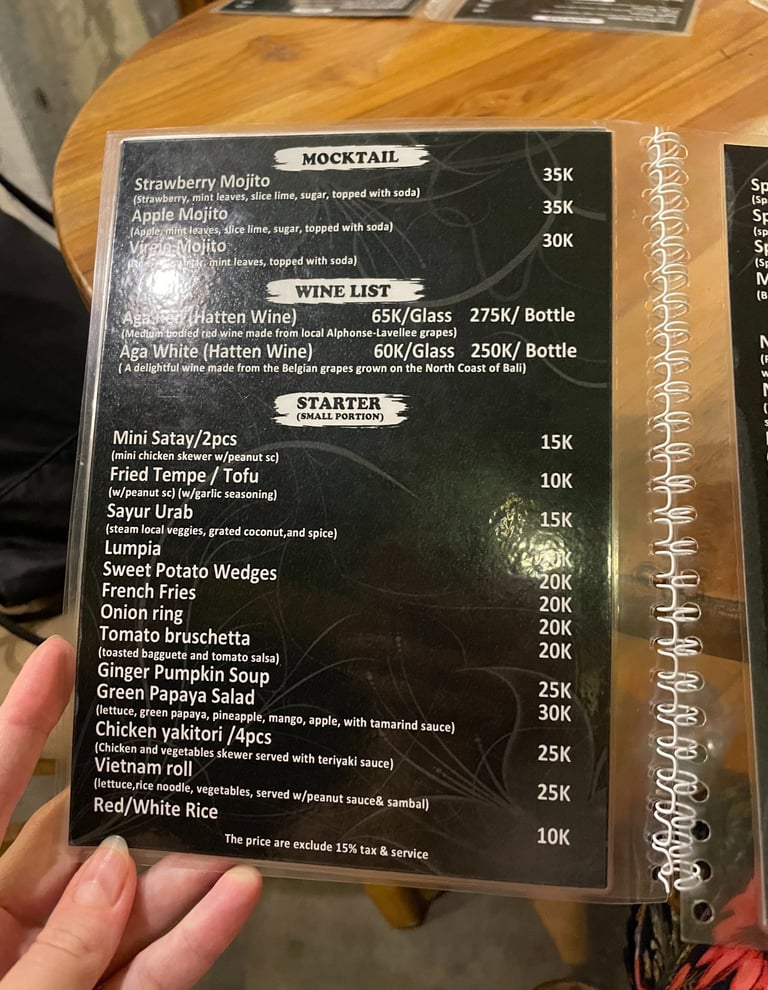 MOCKTAIL
Strawberry Mojito 35K
(Strawberry, mint leaves, slice lime, sugar, topped with soda)
Apple Mojito 35K
(Apple, mint leaves, slice lime, sugar, topped with soda)
Virgin Mojito 30K
mint leaves, topped with soda)
WINE LIST
Aga Red (Hatten Wine) 65K/Glass 275K/ Bottle
(Medium bodied red wine made from local Alphonse-Lavellee grapes)
Aga White (Hatten Wine) 60K/Glass 250K/ Bottle
( A delightful wine made from the Belgian grapes grown on the North Coast of Bali)
STARTER
(SMALL PORTION)
Mini Satay/2pcs 15K
(mini chicken skewer w/peanut sc)
Fried Tempe / Tofu 10K
(w/peanut sc) (w/garlic seasoning)
Sayur Urab 15K
(steam local veggies, grated coconut,and spice)
Lumpia
Sweet Potato Wedges 20K
French Fries 20K
Onion ring 20K
Tomato bruschetta 20K
(toasted bagguete and tomato salsa)
Ginger Pumpkin Soup 25K
Green Papaya Salad 30K
(lettuce, green papaya, pineapple, mango, apple, with tamarind sauce)
Chicken yakitori /4pcs 25K
(Chicken and vegetables skewer served with teriyaki sauce)
Vietnam roll 25K
(lettuce,rice noodle, vegetables, served w/peanut sauce& sambal)
Red/White Rice 10K
The price are exclude 15% tax & service